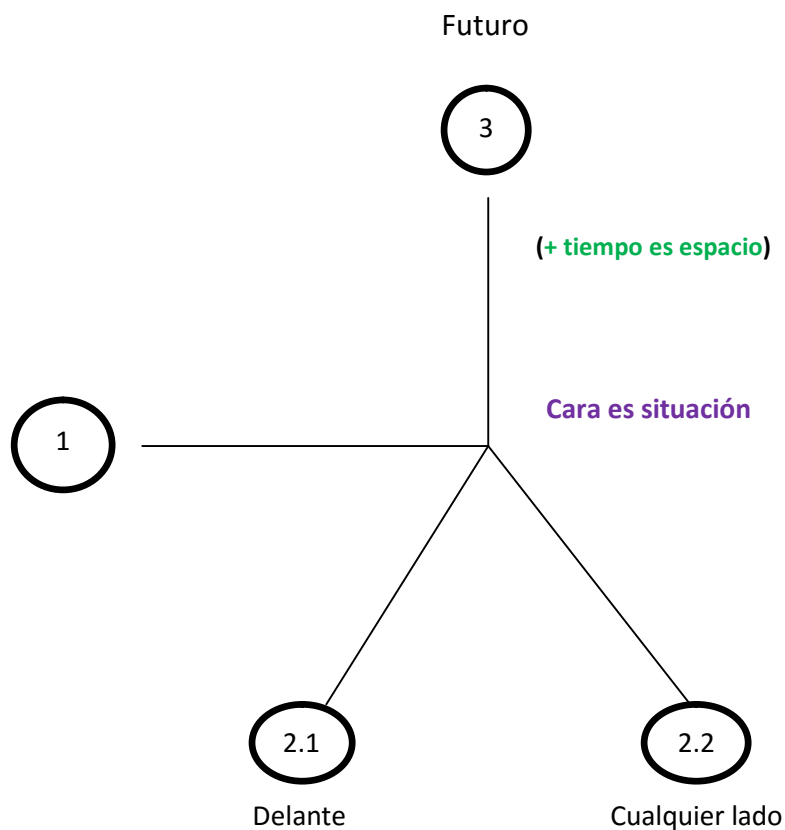 Futuro
3
(+ tiempo es espacio)
Cara es situación
1
2.1
2.2
Delante
Cualquier lado